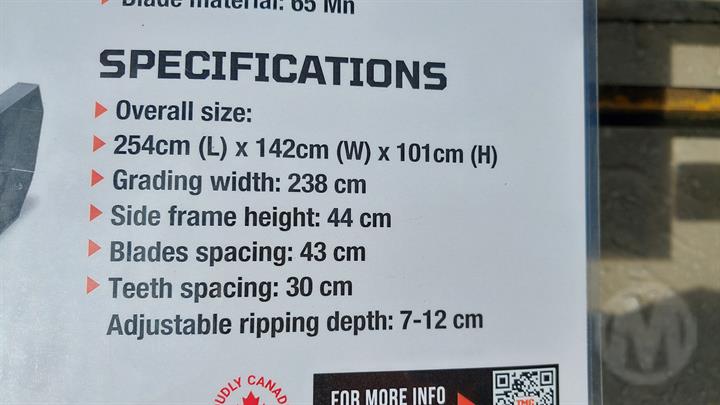 Blade material: 65 Mn
SPECIFICATIONS
Overall size:
254cm (L) x 142cm (W) x 101cm (H)
Grading width: 238 cm
Side frame height: 44 cm
Blades spacing: 43 cm
Teeth spacing: 30 cm
Adjustable ripping depth: 7-12 cm
FOR MORE INFO
TMG
M